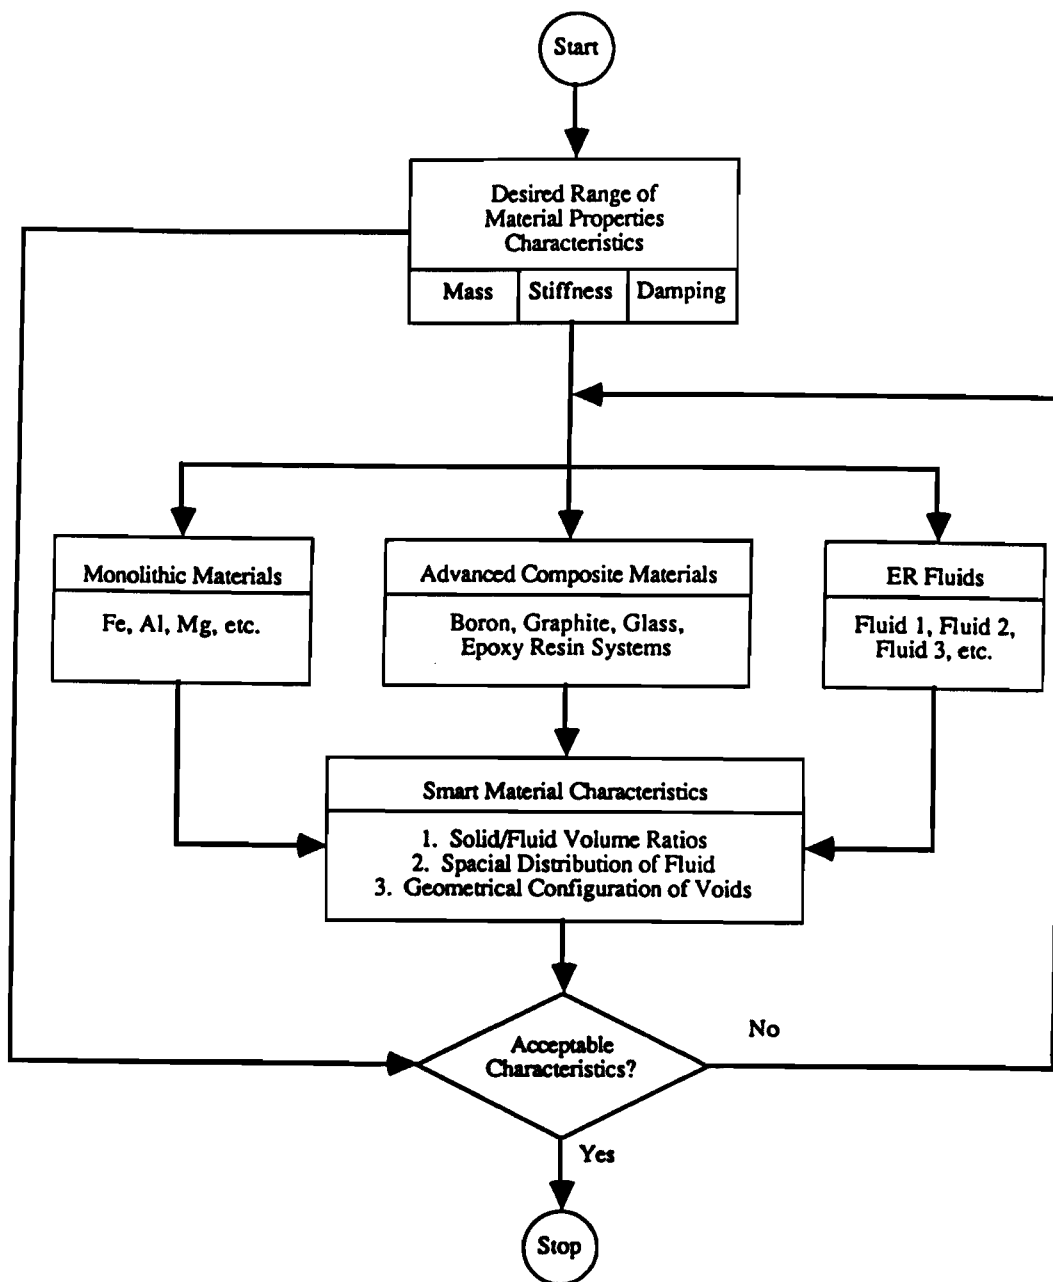 Start
Desired Range of
Material Properties
Characteristics
Mass
Stiffness
Damping
Monolithic Materials
Fe, Al, Mg, etc.
Advanced Composite Materials
Boron, Graphite, Glass,
Epoxy Resin Systems
ER Fluids
Fluid 1, Fluid 2,
Fluid 3, etc.
Smart Material Characteristics
1. Solid/Fluid Volume Ratios
2. Spacial Distribution of Fluid
3. Geometrical Configuration of Voids
Acceptable
Characteristics?
No
Yes
Stop